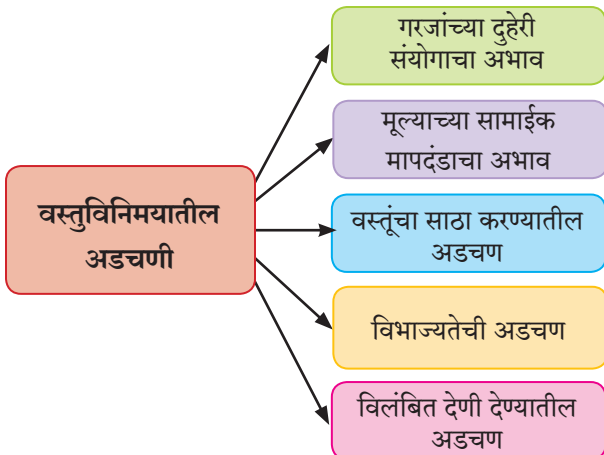 गरजांच्या दुहेरी
संयोगाचा अभाव
मूल्याच्या सामाईक
मापदंडाचा अभाव
वस्तुविनिमयातील
अडचणी
वस्तूंचा साठा करण्यातील
अडचण
विभाज्यतेची अडचण
विलंबित देणी देण्यातील
अडचण